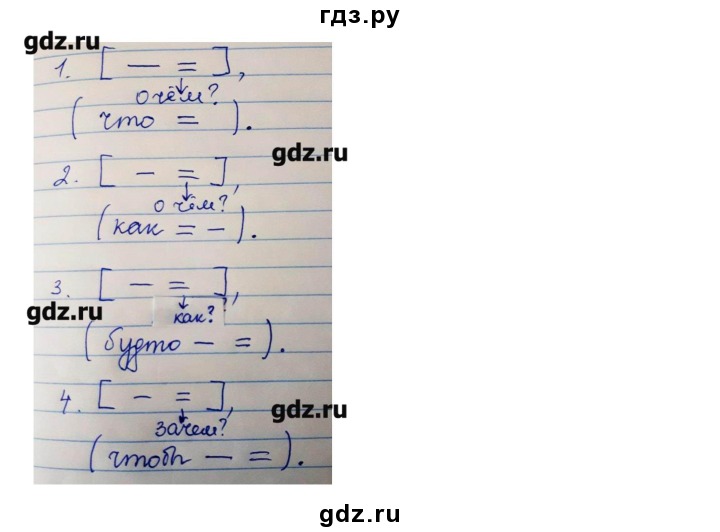 гдз.ру
gdz.ru
1. [ — = ],
о чём?
( что = ).
gdz.ru
2. [ – = ],
о чём?
( как = – ).
3. [ – = ],
gdz.ru
как?
( будто – = ).
4. [ – = ],
gdz.ru
зачем?
( чтобы – = ).
gdz.ru